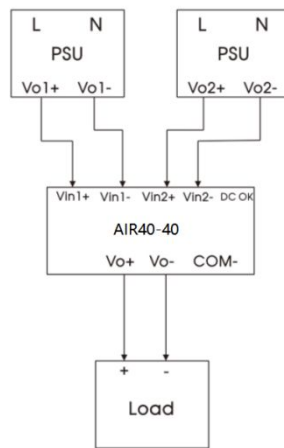 L N L N
PSU PSU
Vo1+ Vo1- Vo2+ Vo2-
Vin1+ Vin1- Vin2+ Vin2- DC OK
AIR40-40
Vo+ Vo- COM-
+ -
Load